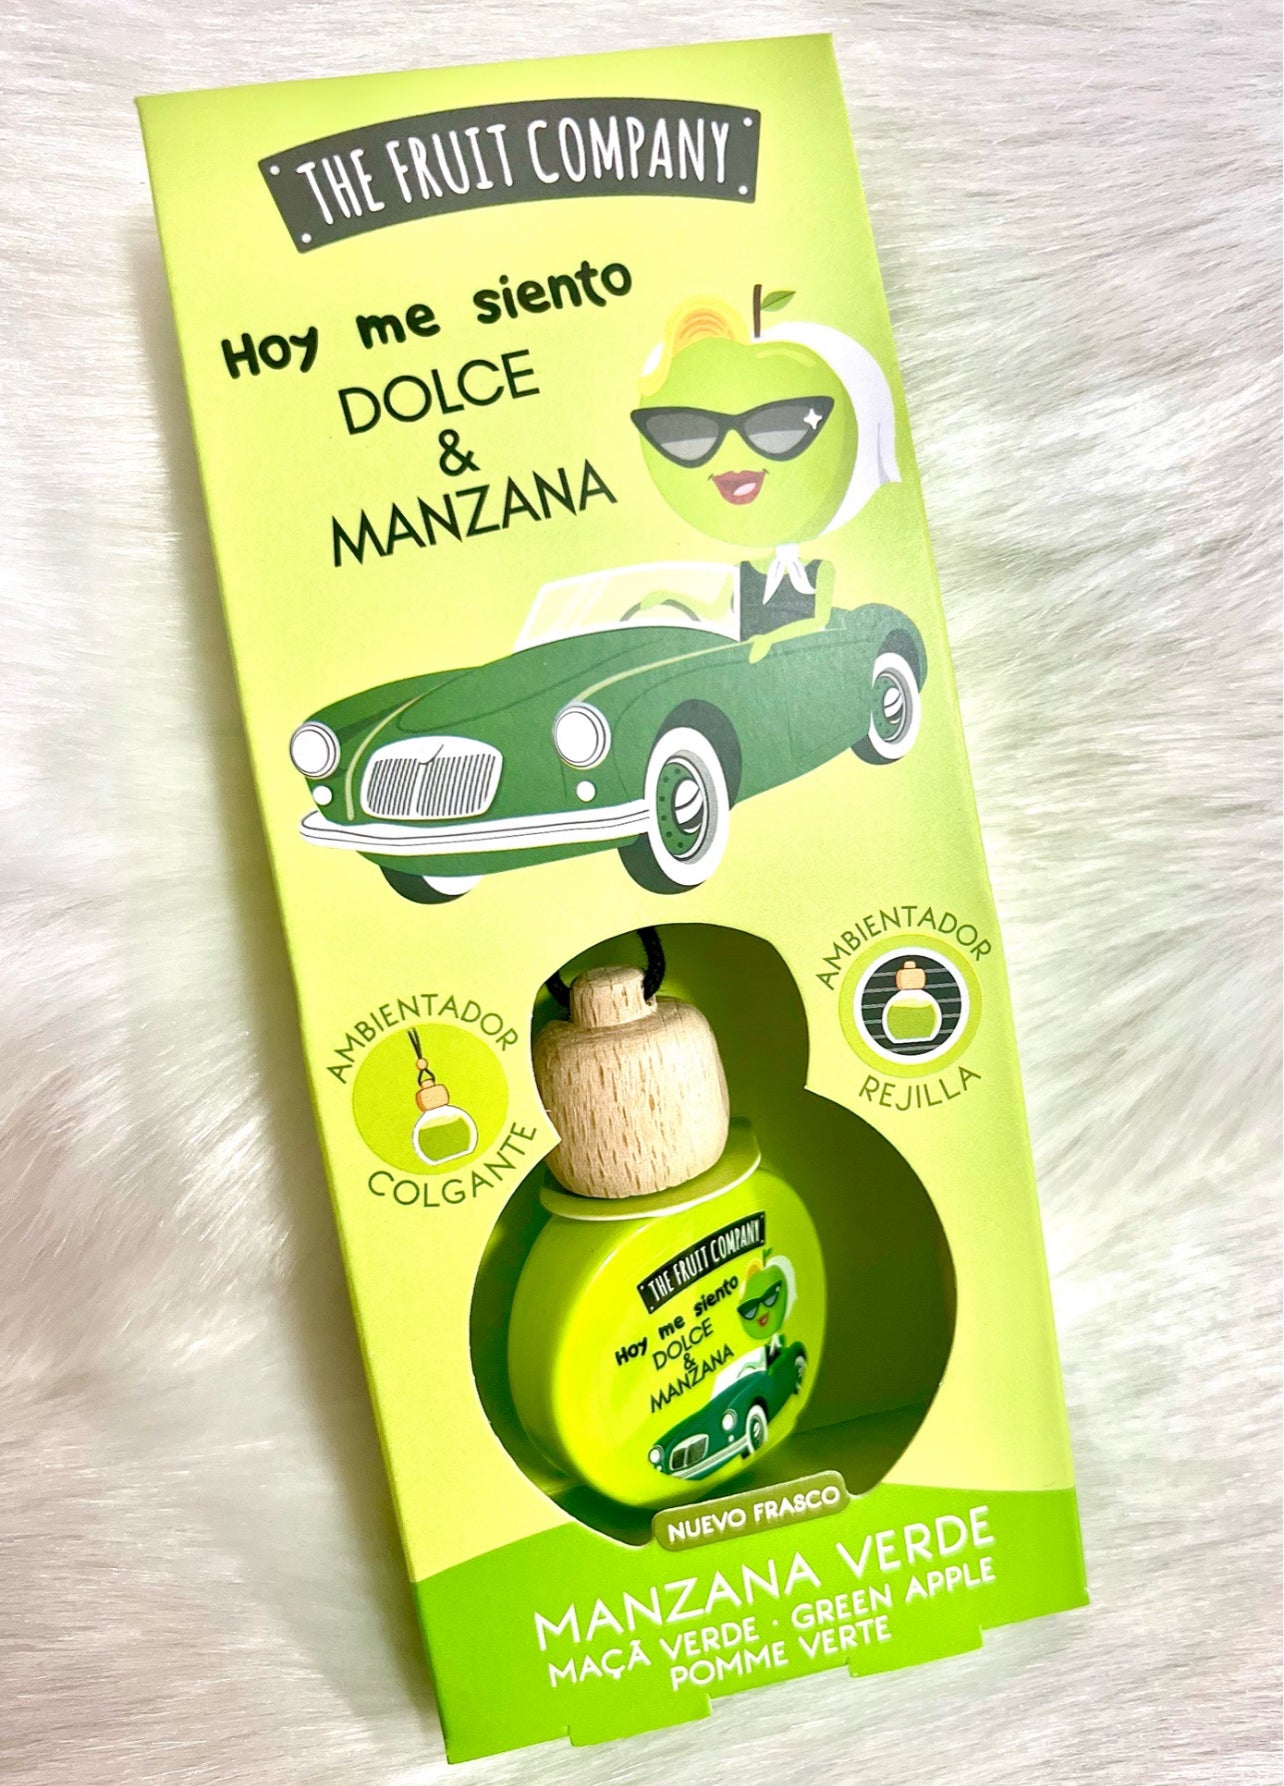 THE FRUIT COMPANY
Hoy me siento
DOLCE
&
MANZANA
AMBIENTADOR
REJILLA
AMBIENTADOR
COLGANTE
THE FRUIT COMPANY
Hoy me siento
DOLCE
&
MANZANA
NUEVO FRASCO
MANZANA VERDE
MAÇÃ VERDE · GREEN APPLE
POMME VERTE